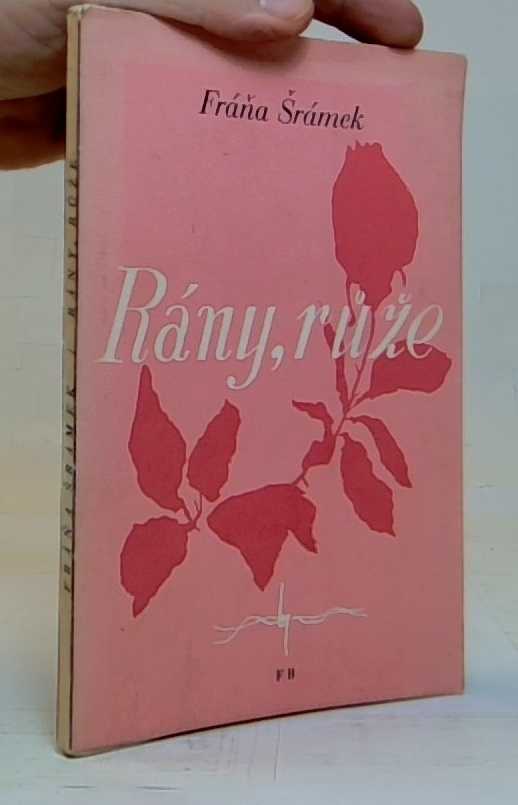 Fráňa Šrámek
Rány, růže
FB
FRÁŇA ŠRÁMEK / RÁNY, RŮŽE